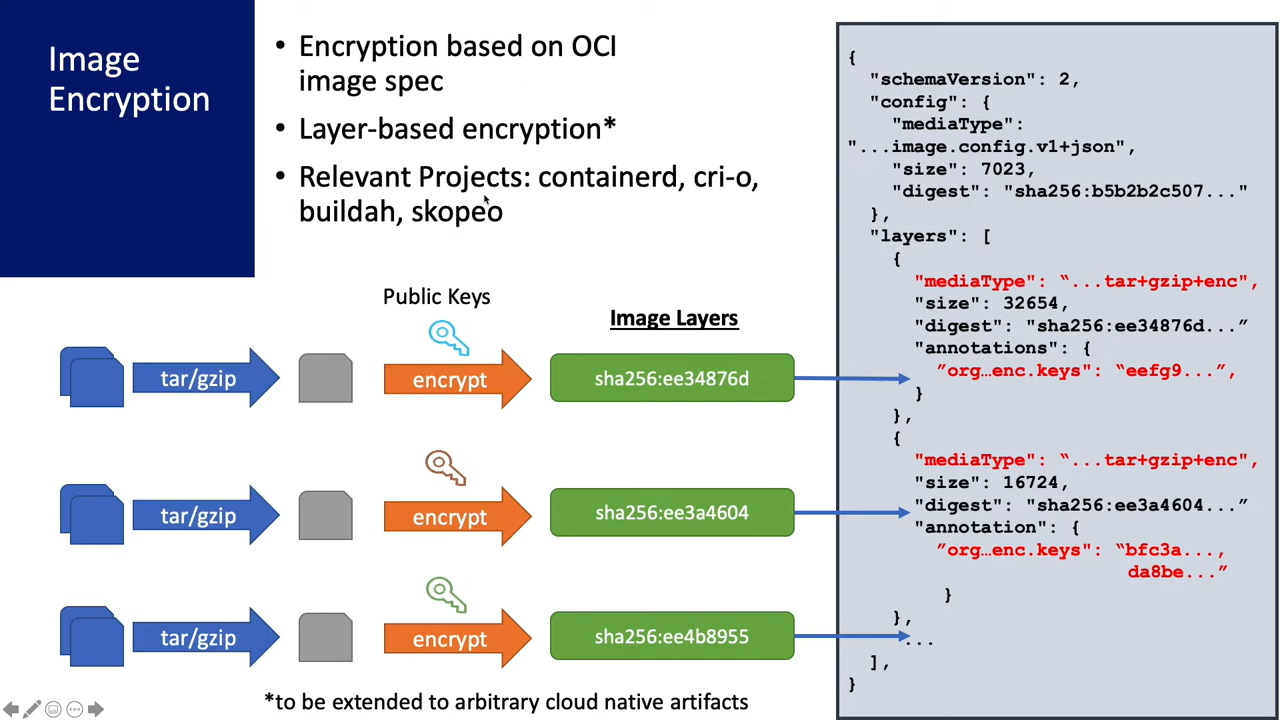 Image
Encryption
• Encryption based on OCI
image spec
• Layer-based encryption*
• Relevant Projects: containerd, cri-o,
buildah, skopeo
Public Keys
Image Layers
tar/gzip
encrypt
sha256:ee34876d
tar/gzip
encrypt
sha256:ee3a4604
tar/gzip
encrypt
sha256:ee4b8955
*to be extended to arbitrary cloud native artifacts
{
"schemaVersion": 2,
"config": {
"mediaType":
"...image.config.v1+json",
"size": 7023,
"digest": "sha256:b5b2b2c507..."
},
"layers": [
{
"mediaType": “...tar+gzip+enc",
"size": 32654,
"digest": "sha256:ee34876d...”
"annotations": {
”org…enc.keys": “eefg9...”,
}
},
{
"mediaType": “...tar+gzip+enc",
"size": 16724,
"digest": "sha256:ee3a4604...”
"annotation": {
”org…enc.keys": “bfc3a...,
da8be...”
}
},
...
],
}